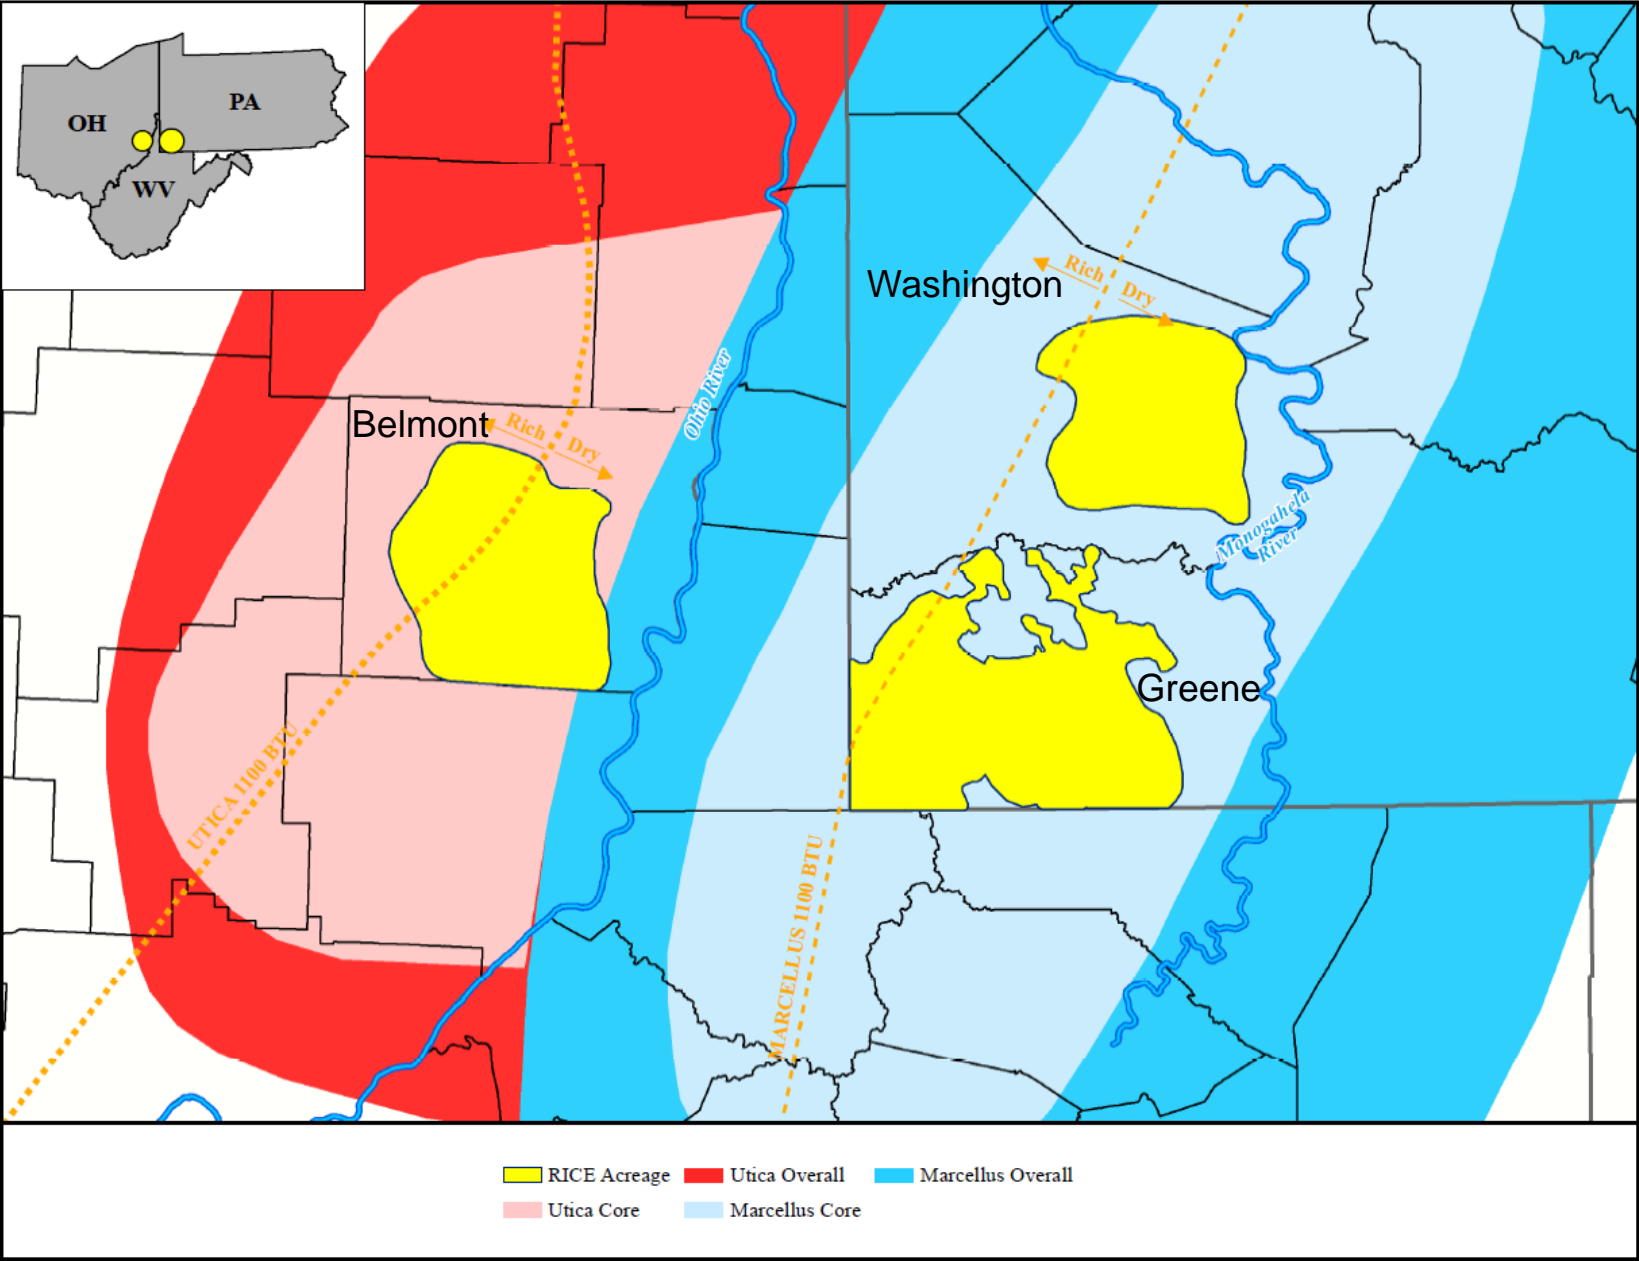 OH
PA
WV
Washington
Rich
Dry
Belmont
Rich
Dry
Ohio River
Monogahela
River
Greene
UTICA 1100 BTU
MARCELLUS 1100 BTU
RICE Acreage
Utica Overall
Marcellus Overall
Utica Core
Marcellus Core